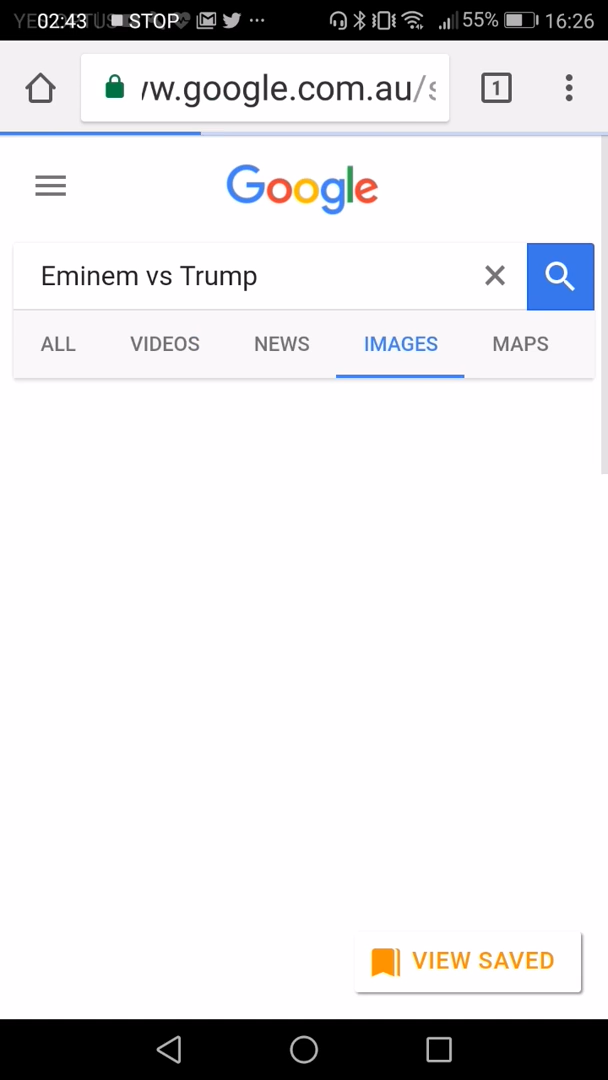 02:43 STOP 55% 16:26
w.google.com.au/
1
Google
Eminem vs Trump
ALL VIDEOS NEWS IMAGES MAPS
VIEW SAVED